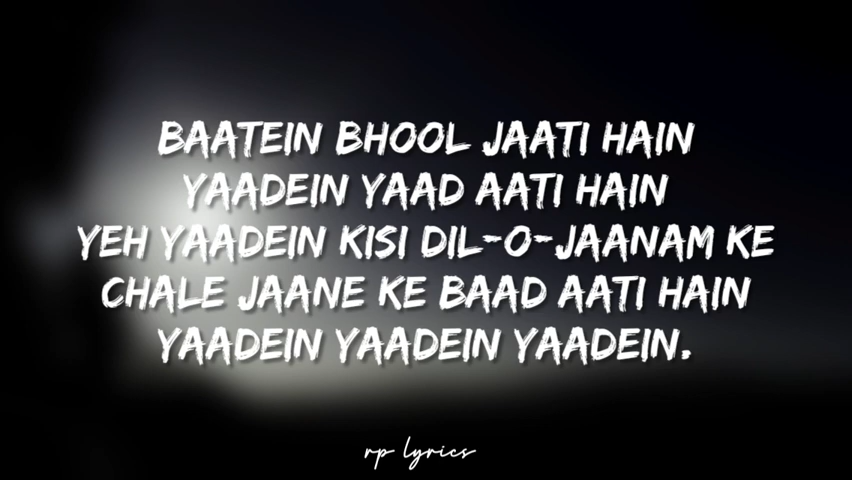 BAATEIN BHOOL JAATI HAIN
YAADEIN YAAD AATI HAIN
YEH YAADEIN KISI DIL-O-JAANAM KE
CHALE JAANE KE BAAD AATI HAIN
YAADEIN YAADEIN YAADEIN.
rp lyrics